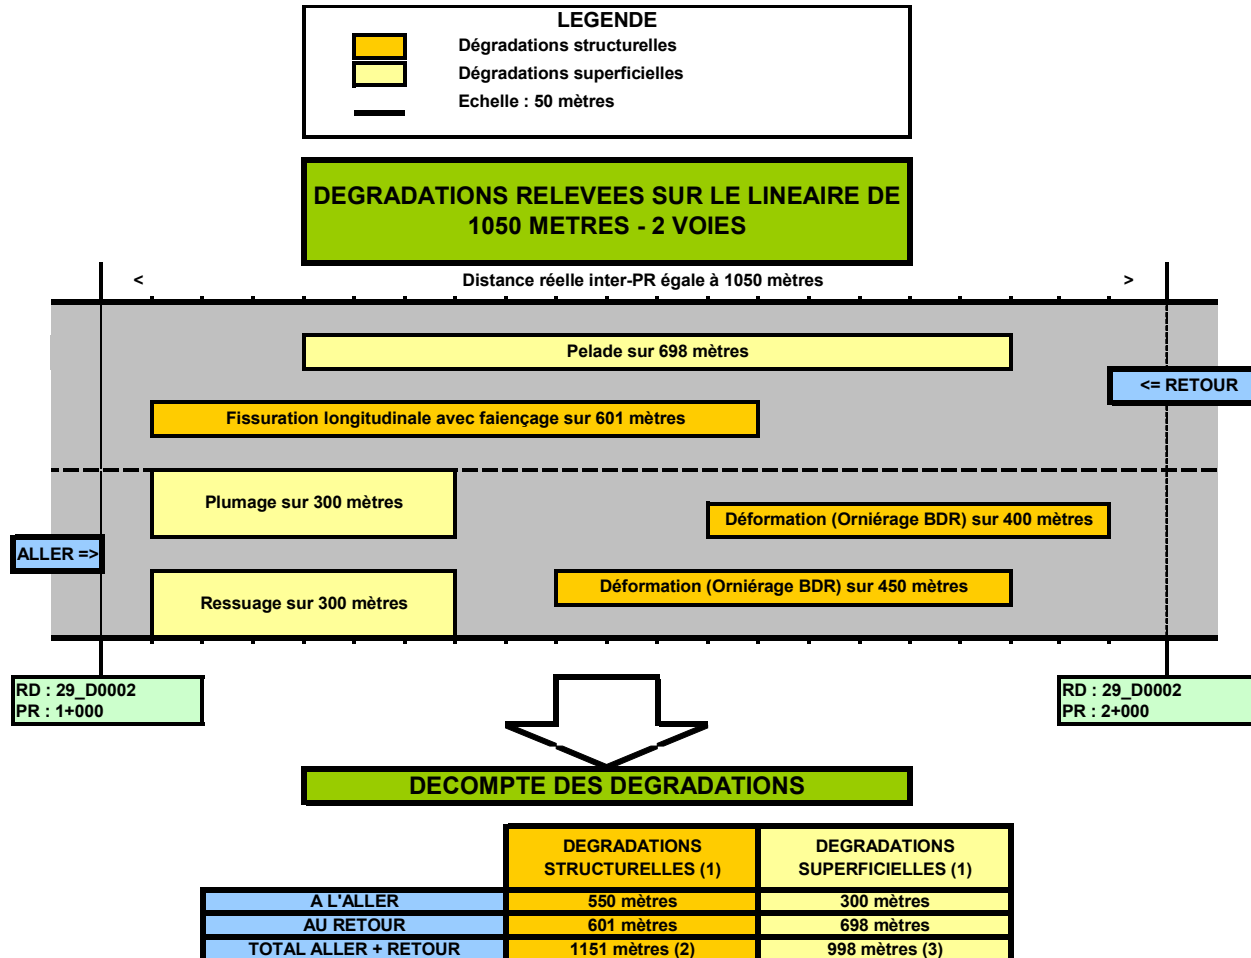 LEGENDE
Dégradations structurelles
Dégradations superficielles
Echelle : 50 mètres
DEGRADATIONS RELEVEES SUR LE LINEAIRE DE
1050 METRES - 2 VOIES
< Distance réelle inter-PR égale à 1050 mètres >
Pelade sur 698 mètres
<= RETOUR
Fissuration longitudinale avec faiençage sur 601 mètres
Plumage sur 300 mètres
Déformation (Orniérage BDR) sur 400 mètres
ALLER =>
Déformation (Orniérage BDR) sur 450 mètres
Ressuage sur 300 mètres
RD : 29_D0002
PR : 1+000
RD : 29_D0002
PR : 2+000
DECOMPTE DES DEGRADATIONS
DEGRADATIONS
STRUCTURELLES (1)
DEGRADATIONS
SUPERFICIELLES (1)
A L'ALLER 550 mètres 300 mètres
AU RETOUR 601 mètres 698 mètres
TOTAL ALLER + RETOUR 1151 mètres (2) 998 mètres (3)